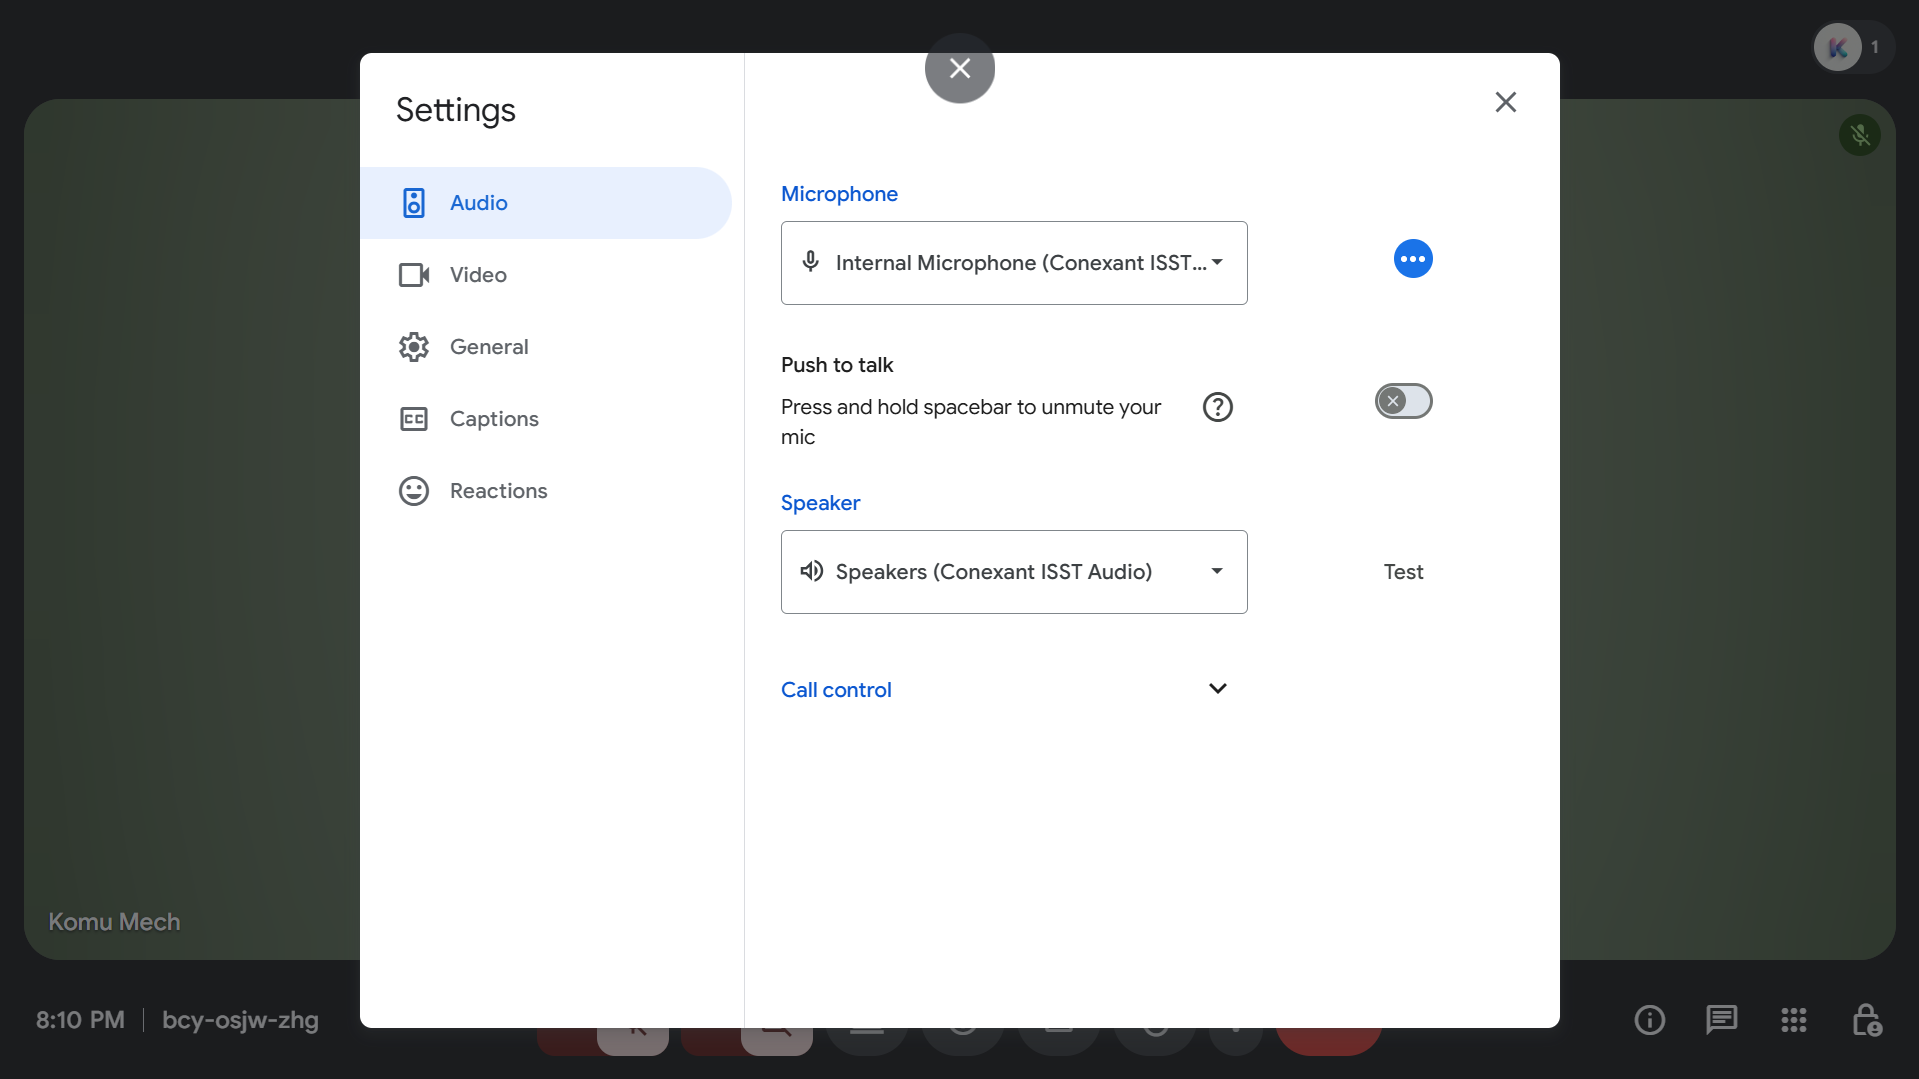 1
Settings
Audio
Video
General
Captions
Reactions
Microphone
Internal Microphone (Conexant ISST...
Push to talk
Press and hold spacebar to unmute your
mic
Speaker
Speakers (Conexant ISST Audio)
Test
Call control
Komu Mech
8:10 PM
bcy-osjw-zhg